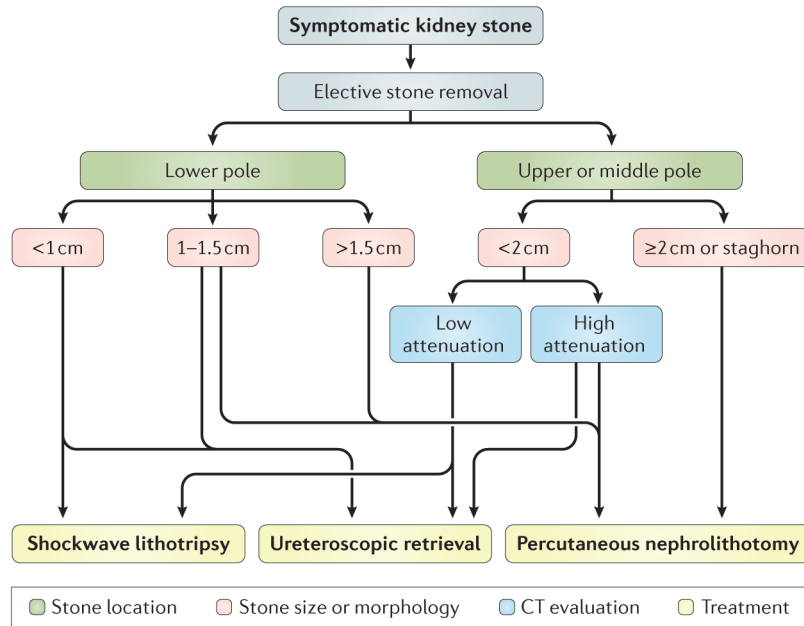 Symptomatic kidney stone
Elective stone removal
Lower pole
Upper or middle pole
<1 cm
1–1.5 cm
>1.5 cm
<2 cm
≥2 cm or staghorn
Low
attenuation
High
attenuation
Shockwave lithotripsy
Ureteroscopic retrieval
Percutaneous nephrolithotomy
Stone location
Stone size or morphology
CT evaluation
Treatment